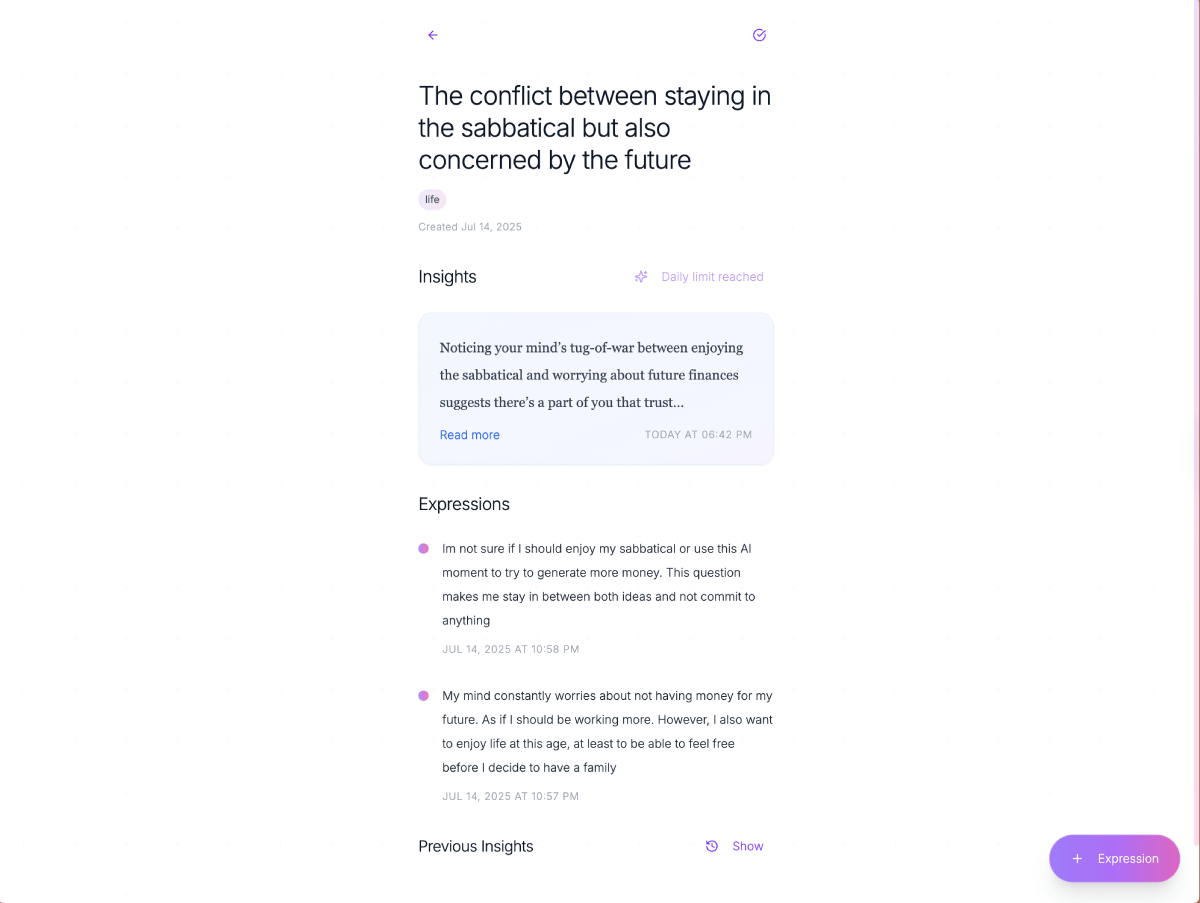 The conflict between staying in
the sabbatical but also
concerned by the future
life
Created Jul 14, 2025
Insights
Daily limit reached
Noticing your mind’s tug-of-war between enjoying
the sabbatical and worrying about future finances
suggests there’s a part of you that trust...
Read more
TODAY AT 06:42 PM
Expressions
Im not sure if I should enjoy my sabbatical or use this AI
moment to try to generate more money. This question
makes me stay in between both ideas and not commit to
anything
JUL 14, 2025 AT 10:58 PM
My mind constantly worries about not having money for my
future. As if I should be working more. However, I also want
to enjoy life at this age, at least to be able to feel free
before I decide to have a family
JUL 14, 2025 AT 10:57 PM
Previous Insights
Show
+ Expression